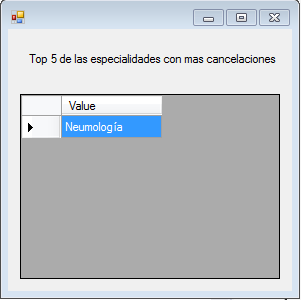 Top 5 de las especialidades con mas cancelaciones
Value
Neumología